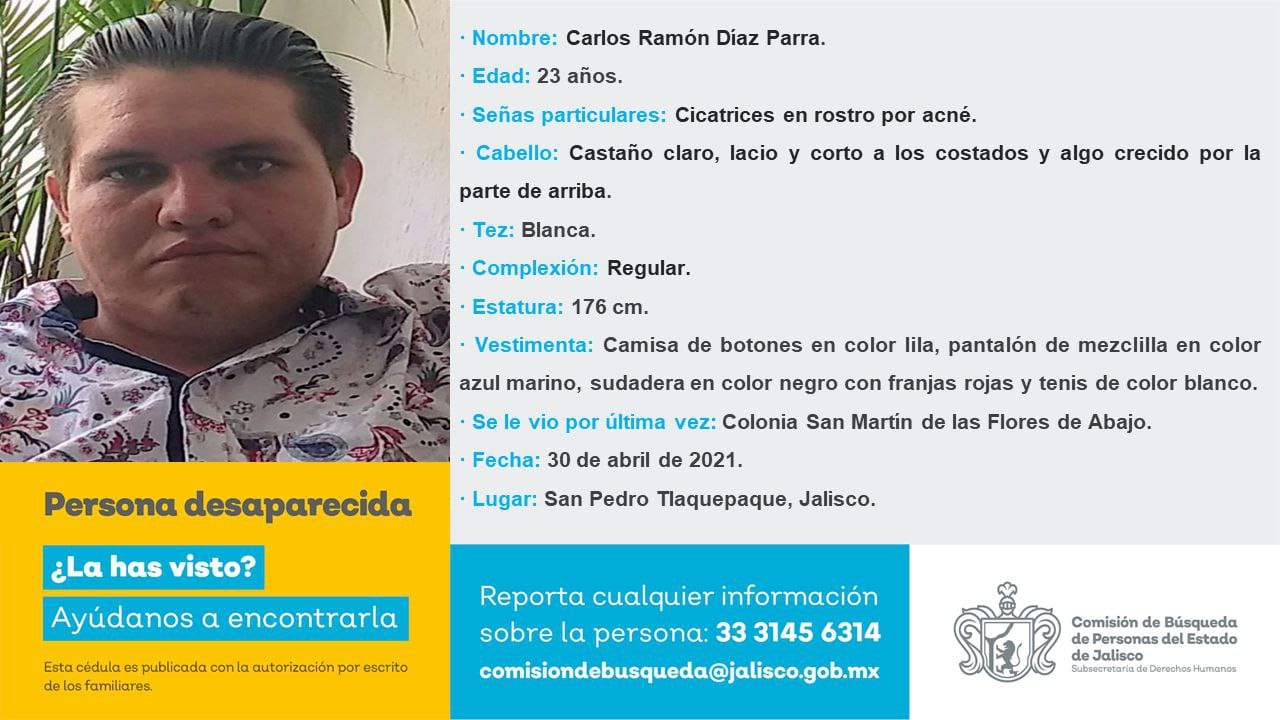 · Nombre: Carlos Ramón Díaz Parra.
· Edad: 23 años.
· Señas particulares: Cicatrices en rostro por acné.
· Cabello: Castaño claro, lacio y corto a los costados y algo crecido por la
parte de arriba.
· Tez: Blanca.
· Complexión: Regular.
· Estatura: 176 cm.
· Vestimenta: Camisa de botones en color lila, pantalón de mezclilla en color
azul marino, sudadera en color negro con franjas rojas y tenis de color blanco.
· Se le vio por última vez: Colonia San Martín de las Flores de Abajo.
· Fecha: 30 de abril de 2021.
· Lugar: San Pedro Tlaquepaque, Jalisco.
Persona desaparecida
¿La has visto?
Ayúdanos a encontrarla
Esta cédula es publicada con la autorización por escrito
de los familiares.
Reporta cualquier información
sobre la persona: 33 3145 6314
comisiondebusqueda@jalisco.gob.mx
Comisión de Búsqueda
de Personas del Estado
de Jalisco
Subsecretaría de Derechos Humanos